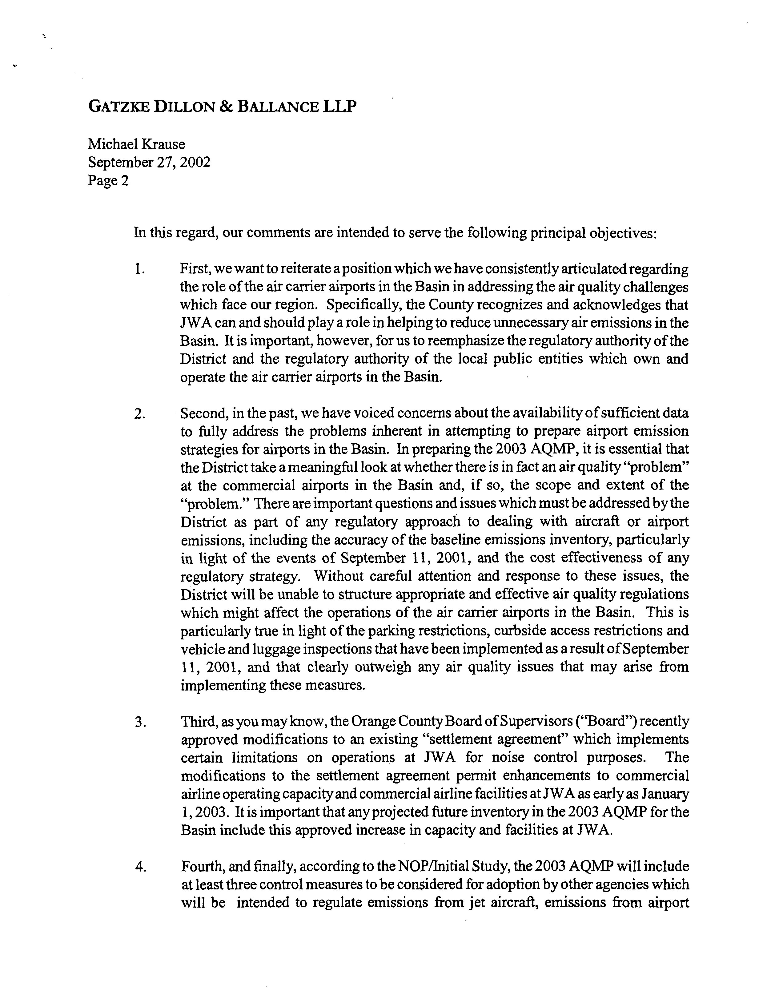 GATZKE DILLON & BALLANCE LLP
Michael Krause
September 27, 2002
Page 2
In this regard, our comments are intended to serve the following principal objectives:
1. First, we want to reiterate a position which we have consistently articulated regarding
the role of the air carrier airports in the Basin in addressing the air quality challenges
which face our region. Specifically, the County recognizes and acknowledges that
JWA can and should play a role in helping to reduce unnecessary air emissions in the
Basin. It is important, however, for us to reemphasize the regulatory authority of the
District and the regulatory authority of the local public entities which own and
operate the air carrier airports in the Basin.
2. Second, in the past, we have voiced concerns about the availability of sufficient data
to fully address the problems inherent in attempting to prepare airport emission
strategies for airports in the Basin. In preparing the 2003 AQMP, it is essential that
the District take a meaningful look at whether there is in fact an air quality “problem”
at the commercial airports in the Basin and, if so, the scope and extent of the
“problem.” There are important questions and issues which must be addressed by the
District as part of any regulatory approach to dealing with aircraft or airport
emissions, including the accuracy of the baseline emissions inventory, particularly
in light of the events of September 11, 2001, and the cost effectiveness of any
regulatory strategy. Without careful attention and response to these issues, the
District will be unable to structure appropriate and effective air quality regulations
which might affect the operations of the air carrier airports in the Basin. This is
particularly true in light of the parking restrictions, curbside access restrictions and
vehicle and luggage inspections that have been implemented as a result of September
11, 2001, and that clearly outweigh any air quality issues that may arise from
implementing these measures.
3. Third, as you may know, the Orange County Board of Supervisors (“Board”) recently
approved modifications to an existing “settlement agreement” which implements
certain limitations on operations at JWA for noise control purposes. The
modifications to the settlement agreement permit enhancements to commercial
airline operating capacity and commercial airline facilities at JWA as early as January
1, 2003. It is important that any projected future inventory in the 2003 AQMP for the
Basin include this approved increase in capacity and facilities at JWA.
4. Fourth, and finally, according to the NOP/Initial Study, the 2003 AQMP will include
at least three control measures to be considered for adoption by other agencies which
will be intended to regulate emissions from jet aircraft, emissions from airport